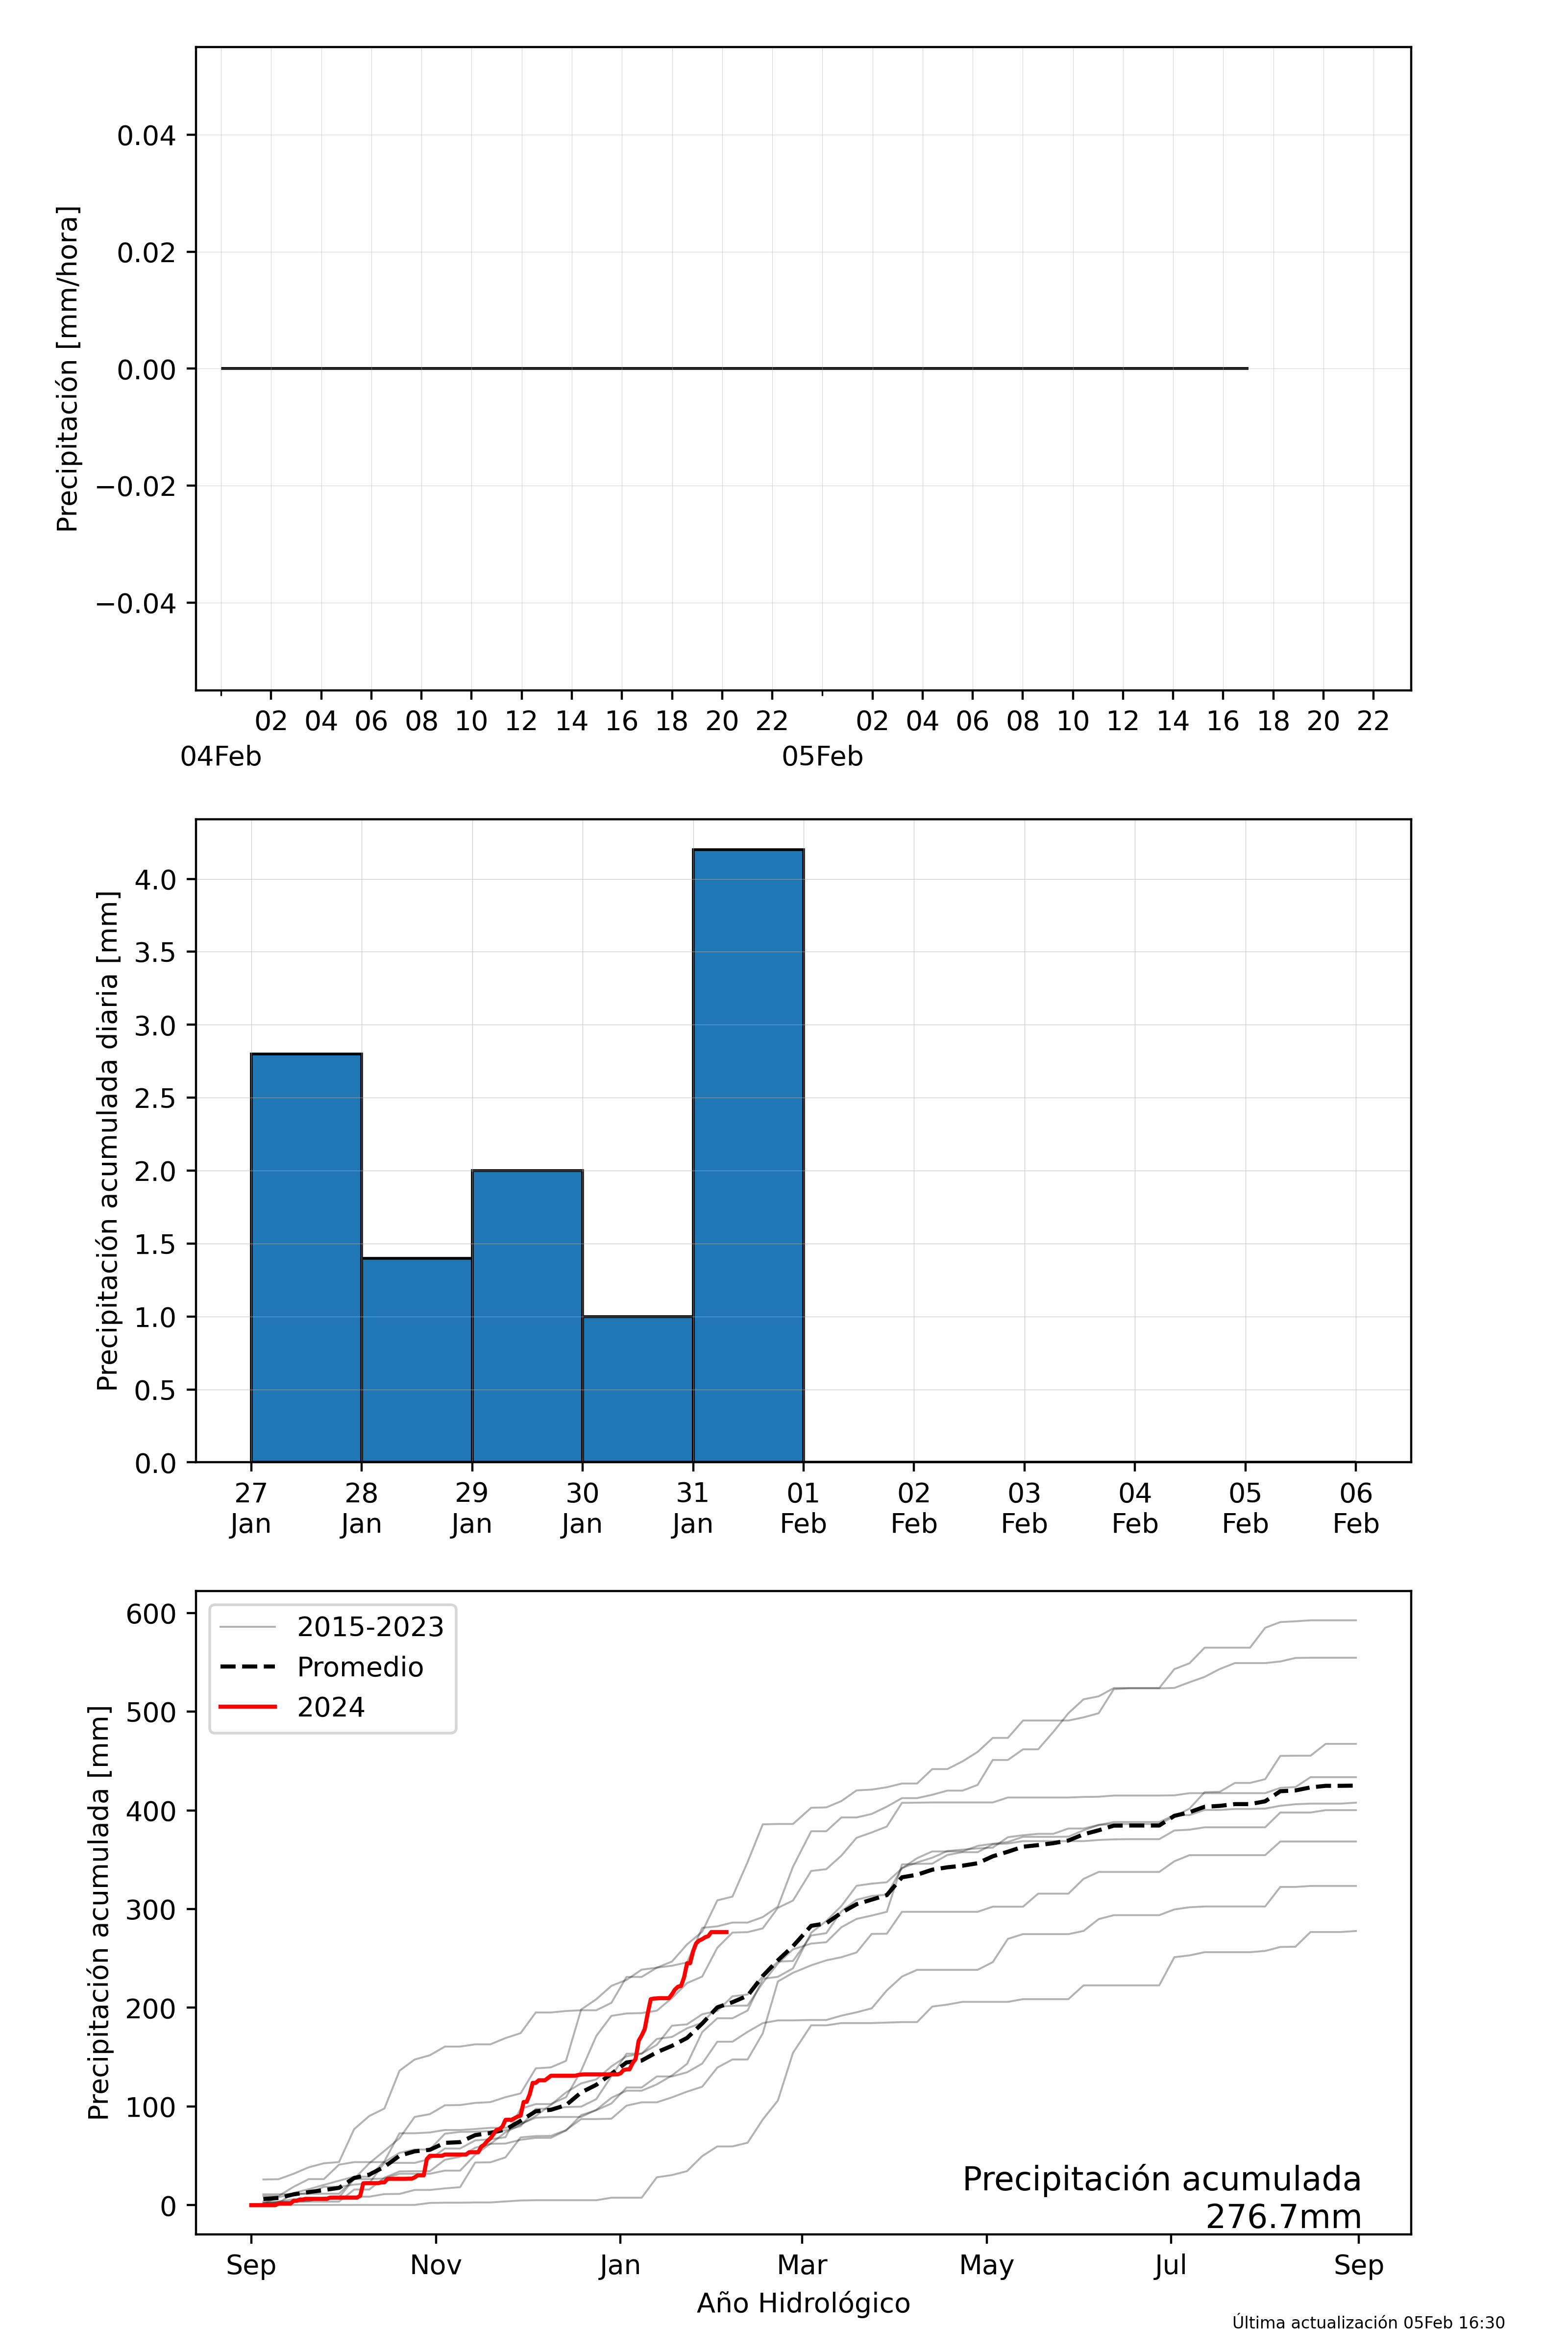 Precipitación [mm/hora]
0.04
0.02
0.00
−0.02
−0.04
02 04 06 08 10 12 14 16 18 20 22 02 04 06 08 10 12 14 16 18 20 22
04Feb 05Feb
Precipitación acumulada diaria [mm]
4.0
3.5
3.0
2.5
2.0
1.5
1.0
0.5
0.0
27 28 29 30 31 01 02 03 04 05 06
Jan Jan Jan Jan Jan Feb Feb Feb Feb Feb Feb
Precipitación acumulada [mm]
600
500
400
300
200
100
0
2015-2023
Promedio
2024
Precipitación acumulada
276.7mm
Sep Nov Jan Mar May Jul Sep
Año Hidrológico
Última actualización 05Feb 16:30